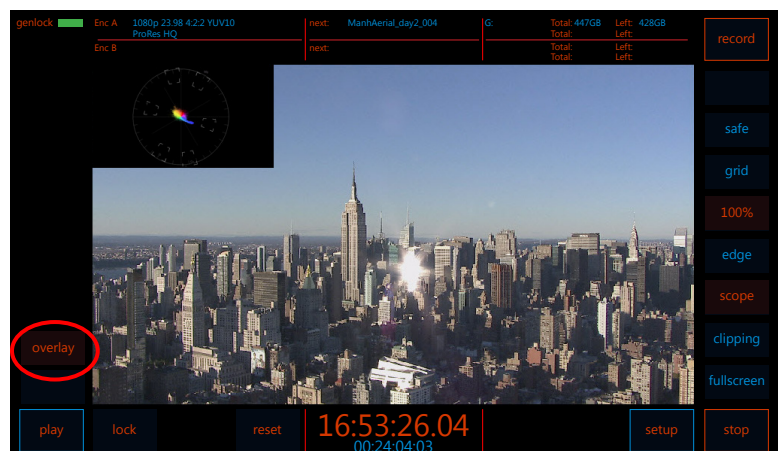 genlock
Enc A 1080p 23.98 4:2:2 YUV10
ProRes HQ
next: ManhAerial_day2_004
G: Total: 447GB Left: 428GB
Total: Left:
Enc B
next:
Total: Left:
Total: Left:
record
safe
grid
100%
edge
scope
overlay
clipping
fullscreen
play
lock
reset
16:53:26.04
00:24:04:03
setup
stop